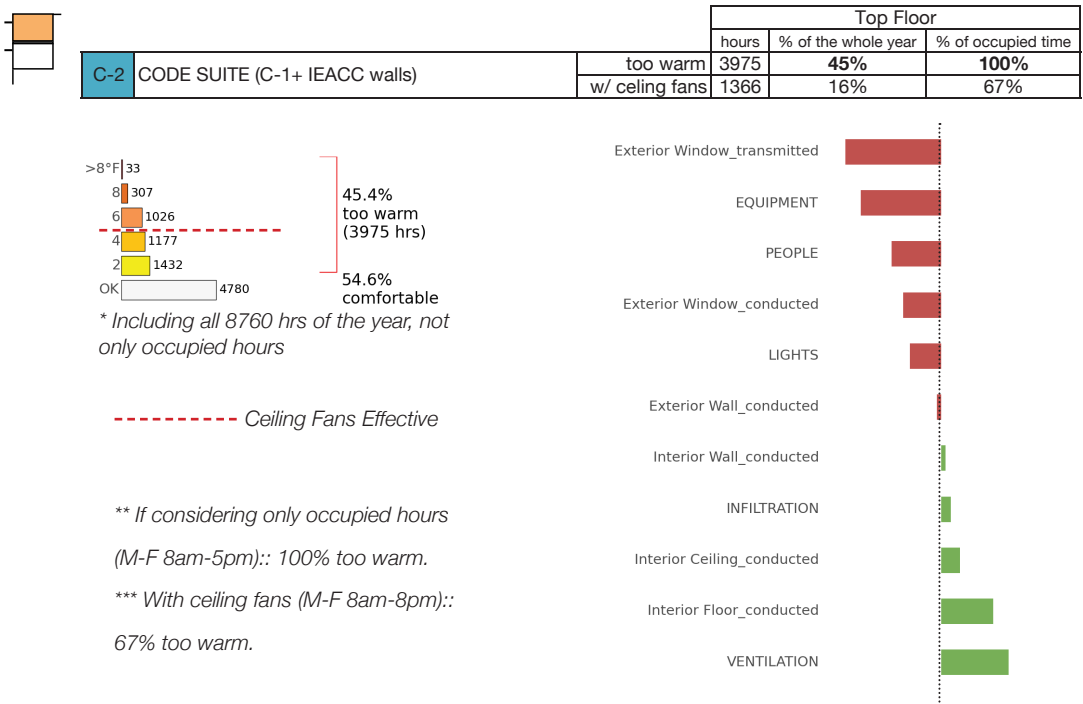 Top Floor
hours % of the whole year % of occupied time
C-2 CODE SUITE (C-1+ IEACC walls) too warm 3975 45% 100%
w/ celing fans 1366 16% 67%
>8°F 33
8 307
6 1026
4 1177
2 1432
OK 4780
45.4%
too warm
(3975 hrs)
54.6%
comfortable
* Including all 8760 hrs of the year, not
only occupied hours
Ceiling Fans Effective
** If considering only occupied hours
(M-F 8am-5pm):: 100% too warm.
*** With ceiling fans (M-F 8am-8pm)::
67% too warm.
Exterior Window_transmitted
EQUIPMENT
PEOPLE
Exterior Window_conducted
LIGHTS
Exterior Wall_conducted
Interior Wall_conducted
INFILTRATION
Interior Ceiling_conducted
Interior Floor_conducted
VENTILATION